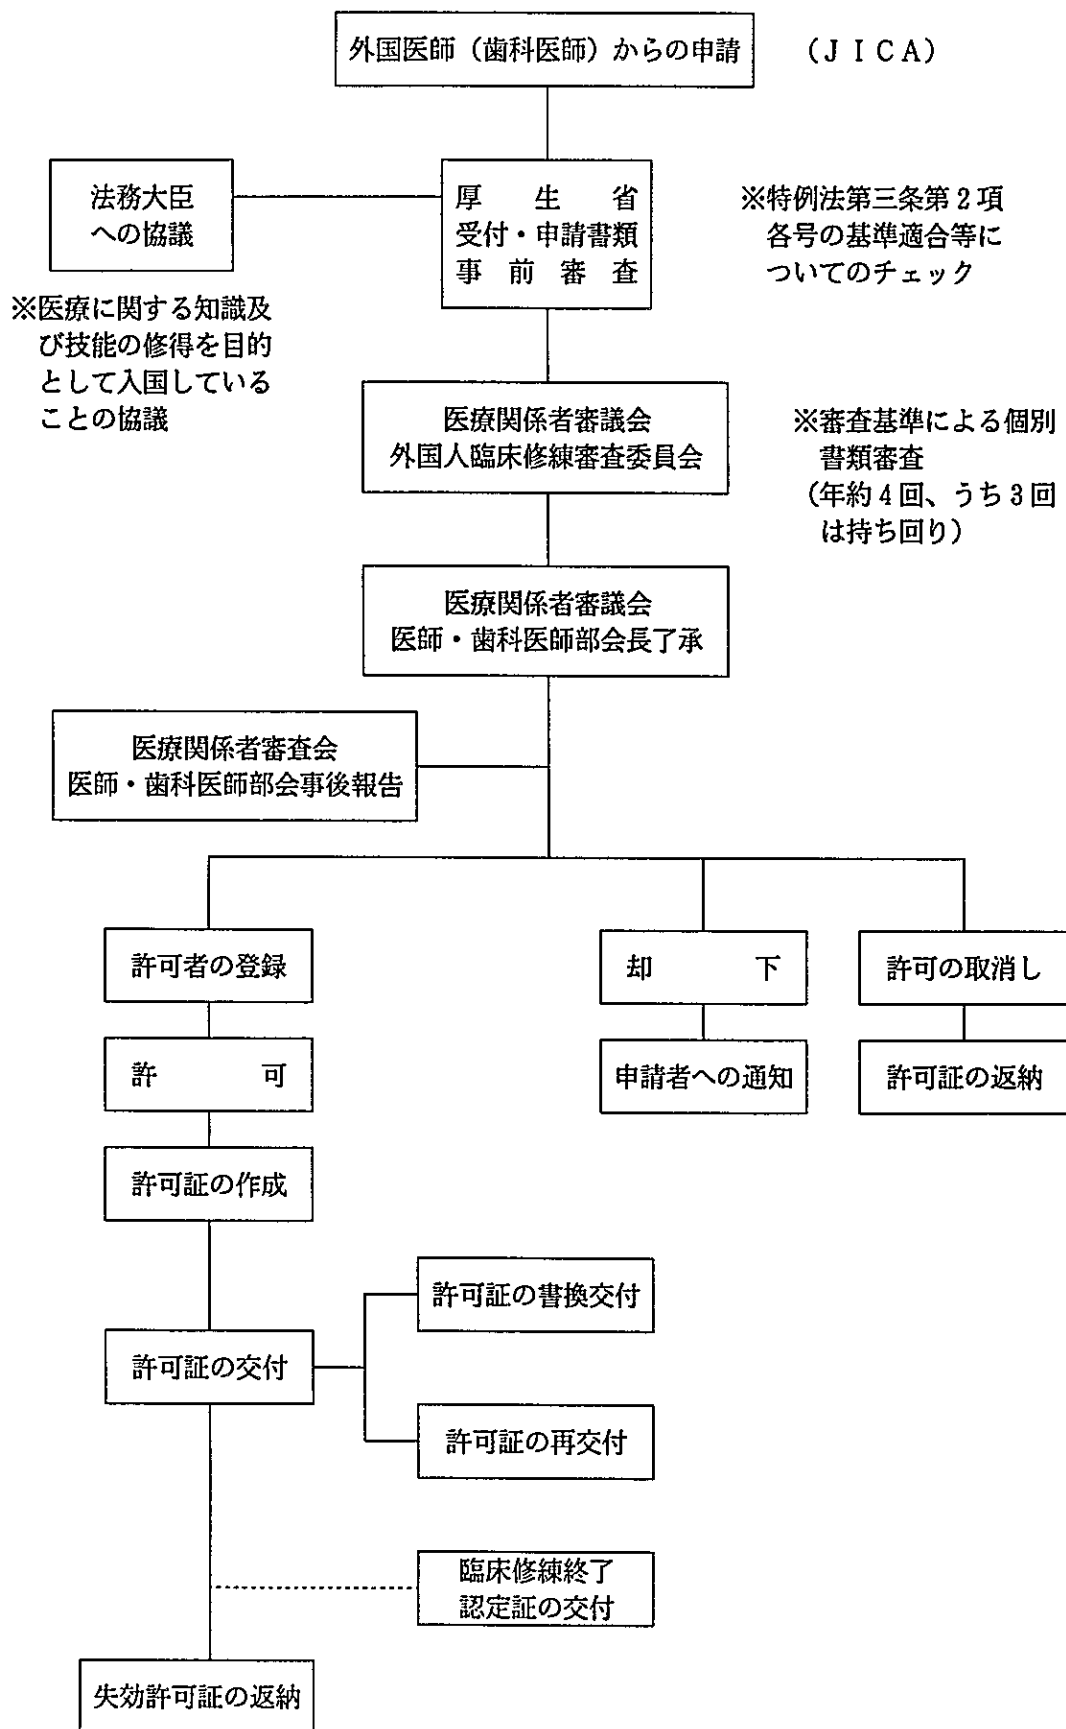 外国医師（歯科医師）からの申請
（ＪＩＣＡ）
法務大臣
への協議
厚生省
受付・申請書類
事前審査
※特例法第三条第２項
各号の基準適合等に
ついてのチェック
※医療に関する知識及
び技能の修得を目的
として入国している
ことの協議
医療関係者審議会
外国人臨床修練審査委員会
※審査基準による個別
書類審査
（年約４回、うち３回
は持ち回り）
医療関係者審議会
医師・歯科医師部会長了承
医療関係者審査会
医師・歯科医師部会事後報告
許可者の登録
却下
許可の取消し
許可
申請者への通知
許可証の返納
許可証の作成
許可証の書換交付
許可証の交付
許可証の再交付
臨床修練終了
認定証の交付
失効許可証の返納